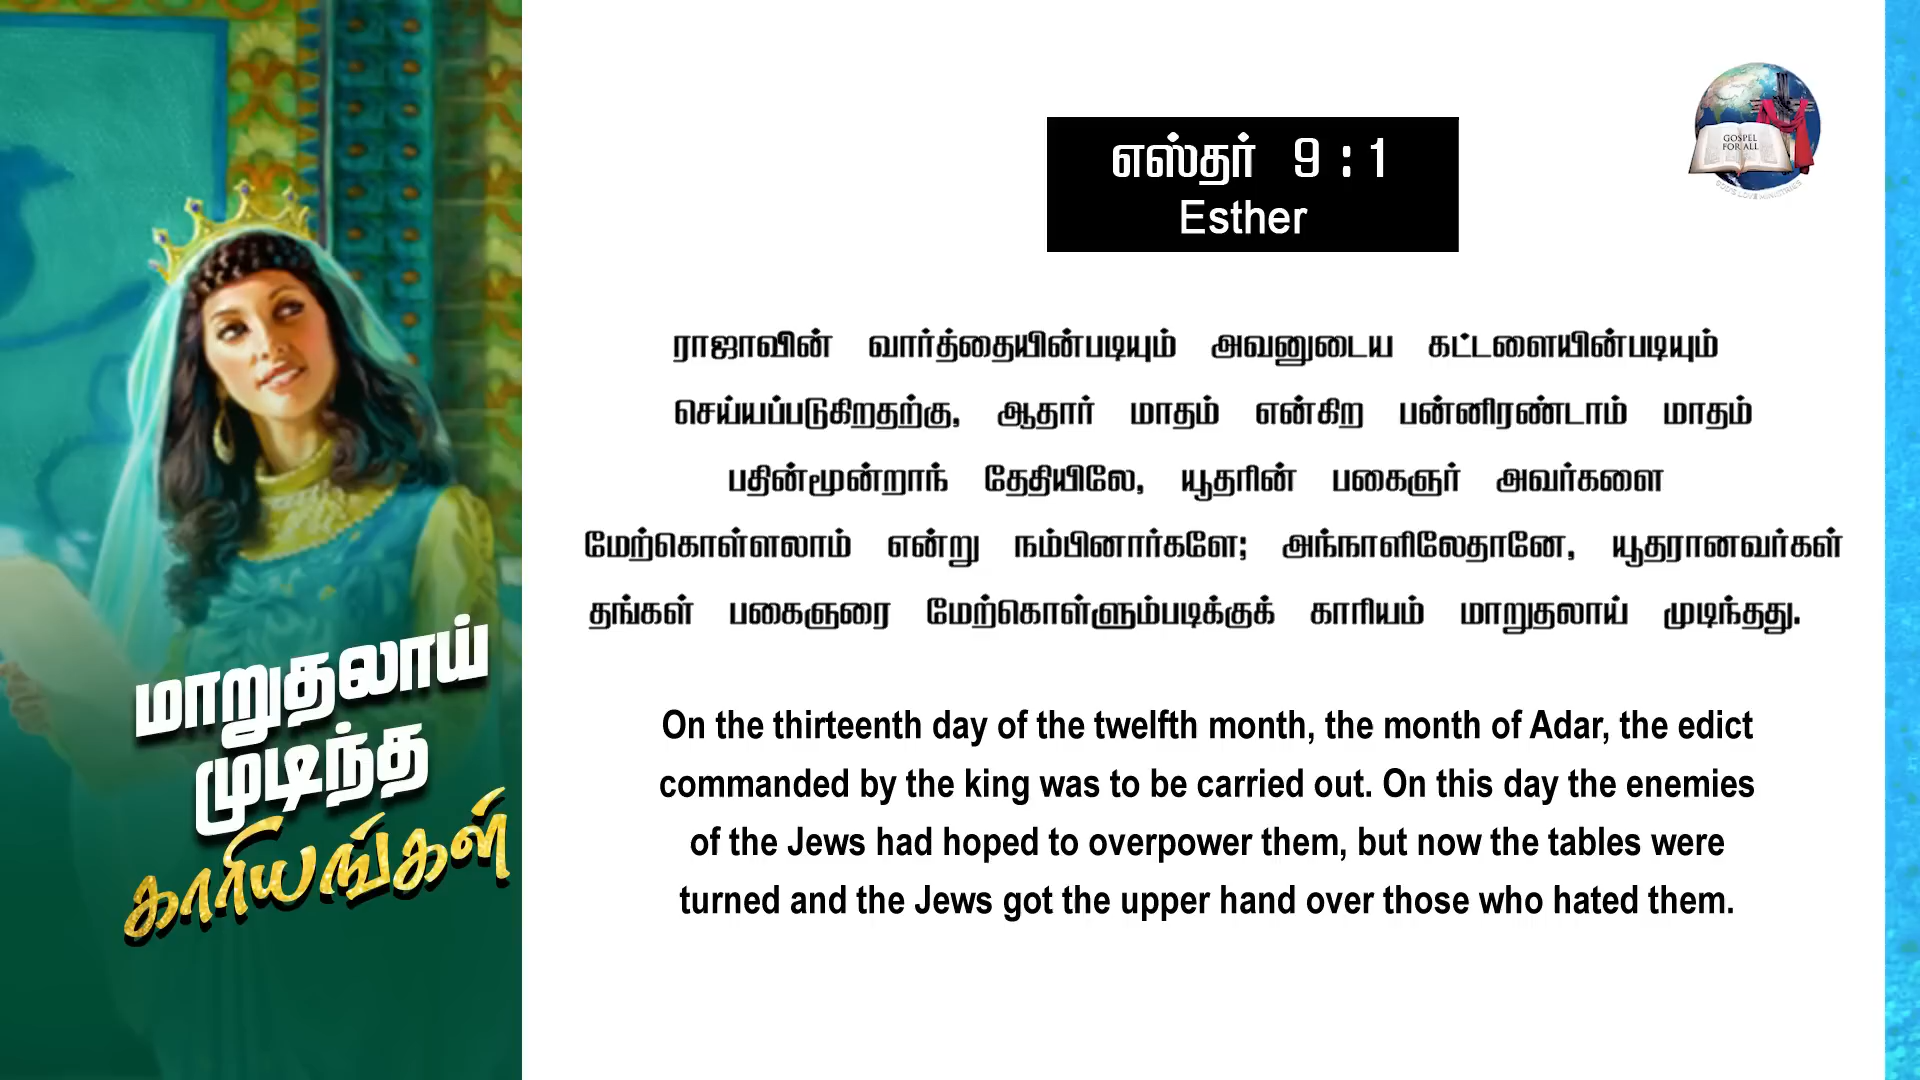 மாறுதலாய்
முடிந்த
காரியங்கள்
எஸ்தர் 9 : 1
Esther
GOSPEL
FOR ALL
GOD'S LOVE MINISTRIES
ராஜாவின் வார்த்தையின்படியும் அவனுடைய கட்டளையின்படியும்
செய்யப்படுகிறதற்கு, ஆதார் மாதம் என்கிற பன்னிரண்டாம் மாதம்
பதின்மூன்றாந் தேதியிலே, யூதரின் பகைஞர் அவர்களை
மேற்கொள்ளலாம் என்று நம்பினார்களே; அந்நாளிலேதானே, யூதரானவர்கள்
தங்கள் பகைஞரை மேற்கொள்ளும்படிக்குக் காரியம் மாறுதலாய் முடிந்தது.
On the thirteenth day of the twelfth month, the month of Adar, the edict
commanded by the king was to be carried out. On this day the enemies
of the Jews had hoped to overpower them, but now the tables were
turned and the Jews got the upper hand over those who hated them.